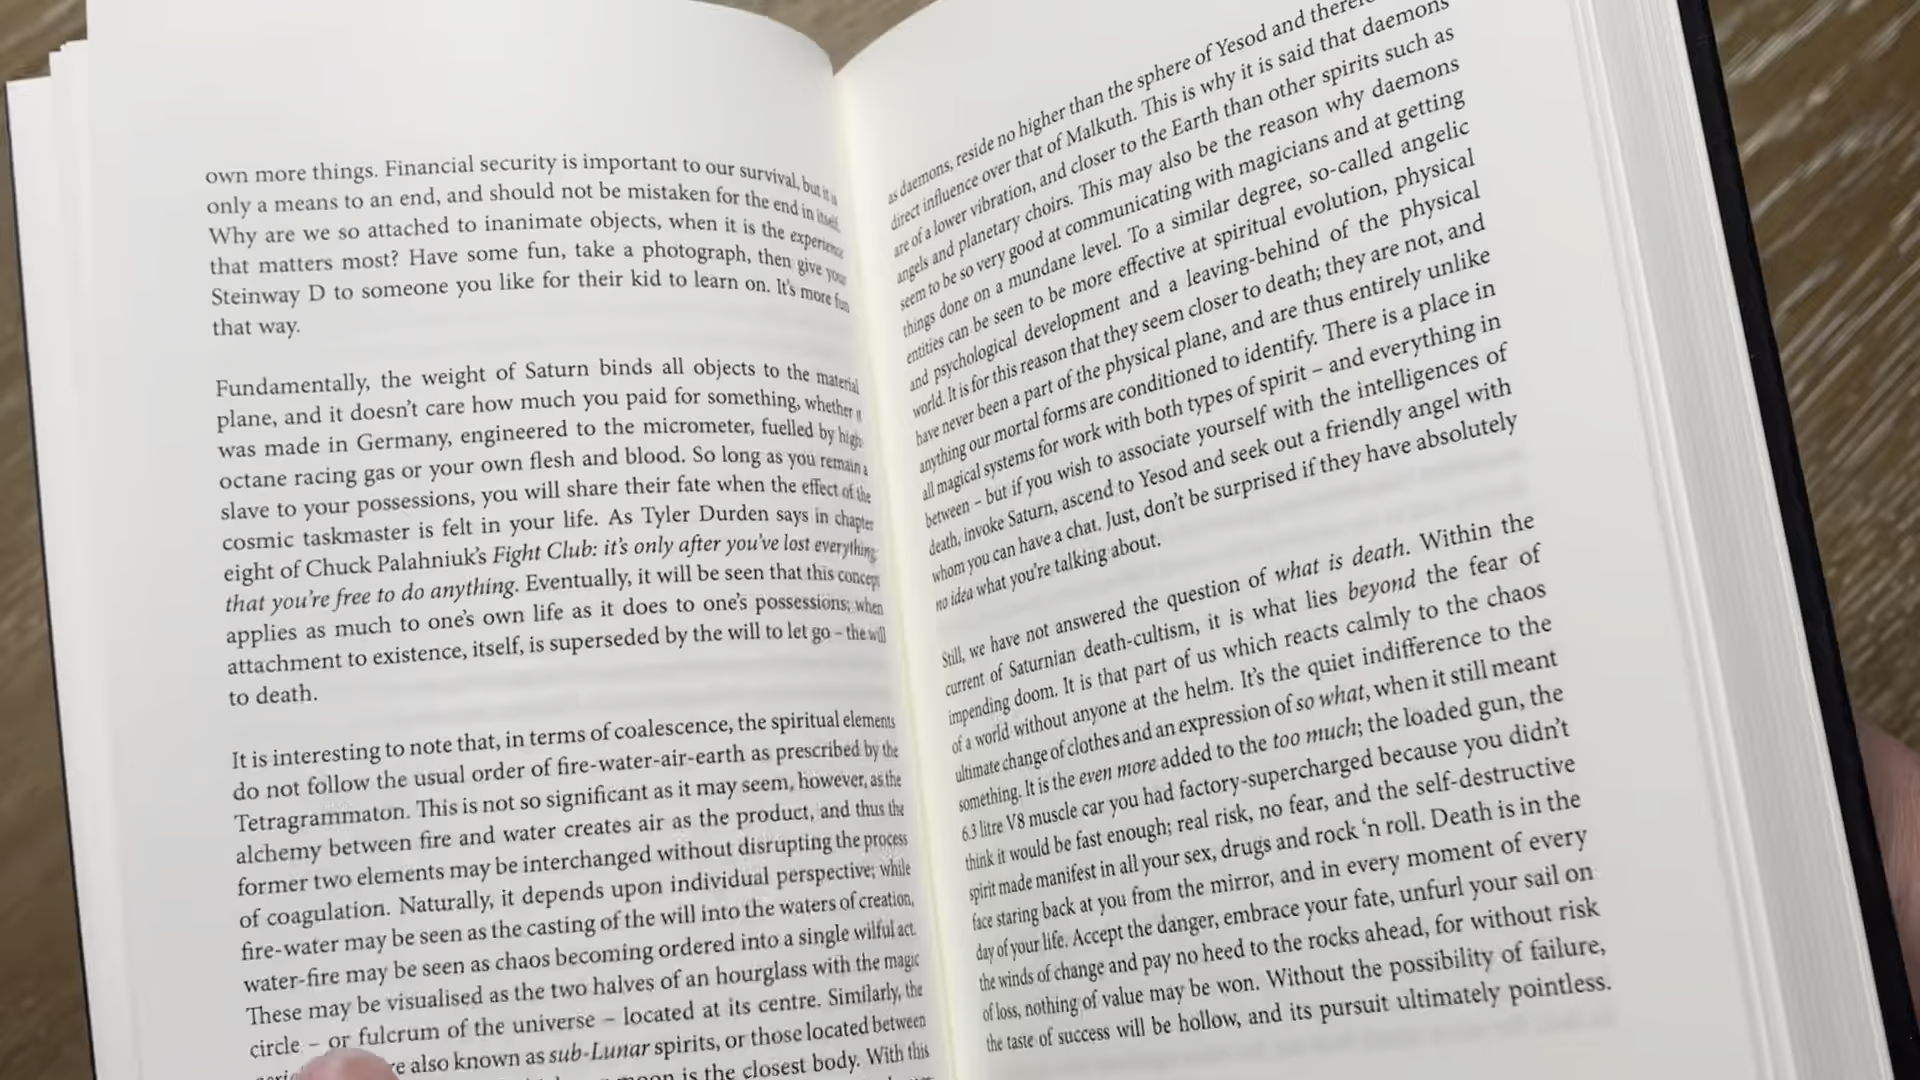 own more things. Financial security is important to our survival, but it is
only a means to an end, and should not be mistaken for the end in itself.
Why are we so attached to inanimate objects, when it is the experience
that matters most? Have some fun, take a photograph, then give your
Steinway D to someone you like for their kid to learn on. It's more fun
that way.
Fundamentally, the weight of Saturn binds all objects to the material
plane, and it doesn't care how much you paid for something, whether it
was made in Germany, engineered to the micrometer, fuelled by high-
octane racing gas or your own flesh and blood. So long as you remain a
slave to your possessions, you will share their fate when the effect of the
cosmic taskmaster is felt in your life. As Tyler Durden says in chapter
eight of Chuck Palahniuk's Fight Club: it's only after you've lost everything
that you're free to do anything. Eventually, it will be seen that this concept
applies as much to one's own life as it does to one's possessions; when
attachment to existence, itself, is superseded by the will to let go – the will
to death.
It is interesting to note that, in terms of coalescence, the spiritual elements
do not follow the usual order of fire-water-air-earth as prescribed by the
Tetragrammaton. This is not so significant as it may seem, however, as the
alchemy between fire and water creates air as the product, and thus the
former two elements may be interchanged without disrupting the process
of coagulation. Naturally, it depends upon individual perspective; while
fire-water may be seen as the casting of the will into the waters of creation,
water-fire may be seen as chaos becoming ordered into a single wilful act.
These may be visualised as the two halves of an hourglass with the magic
circle – or fulcrum of the universe – located at its centre. Similarly, the
also known as sub-Lunar spirits, or those located between
is the closest body. With this
as daemons, reside no higher than the sphere of Yesod and
direct influence over that of Malkuth. This is why it is said that daemons
are of a lower vibration, and closer to the Earth than other spirits such as
angels and planetary choirs. This may also be the reason why daemons
seem to be so very good at communicating with magicians and at getting
things done on a mundane level. To a similar degree, so-called angelic
entities can be seen to be more effective at spiritual evolution, physical
and psychological development and a leaving-behind of the physical
world. It is for this reason that they seem closer to death; they are not, and
have never been a part of the physical plane, and are thus entirely unlike
anything our mortal forms are conditioned to identify. There is a place in
all magical systems for work with both types of spirit – and everything in
between – but if you wish to associate yourself with the intelligences of
death, invoke Saturn, ascend to Yesod and seek out a friendly angel with
whom you can have a chat. Just, don't be surprised if they have absolutely
no idea what you're talking about.
Still, we have not answered the question of what is death. Within the
current of Saturnian death-cultism, it is what lies beyond the fear of
impending doom. It is that part of us which reacts calmly to the chaos
of a world without anyone at the helm. It's the quiet indifference to the
ultimate change of clothes and an expression of so what, when it still meant
something. It is the even more added to the too much; the loaded gun, the
6.3 litre V8 muscle car you had factory-supercharged because you didn't
think it would be fast enough; real risk, no fear, and the self-destructive
spirit made manifest in all your sex, drugs and rock 'n roll. Death is in the
face staring back at you from the mirror, and in every moment of every
day of your life. Accept the danger, embrace your fate, unfurl your sail on
the winds of change and pay no heed to the rocks ahead, for without risk
of loss, nothing of value may be won. Without the possibility of failure,
the taste of success will be hollow, and its pursuit ultimately pointless.